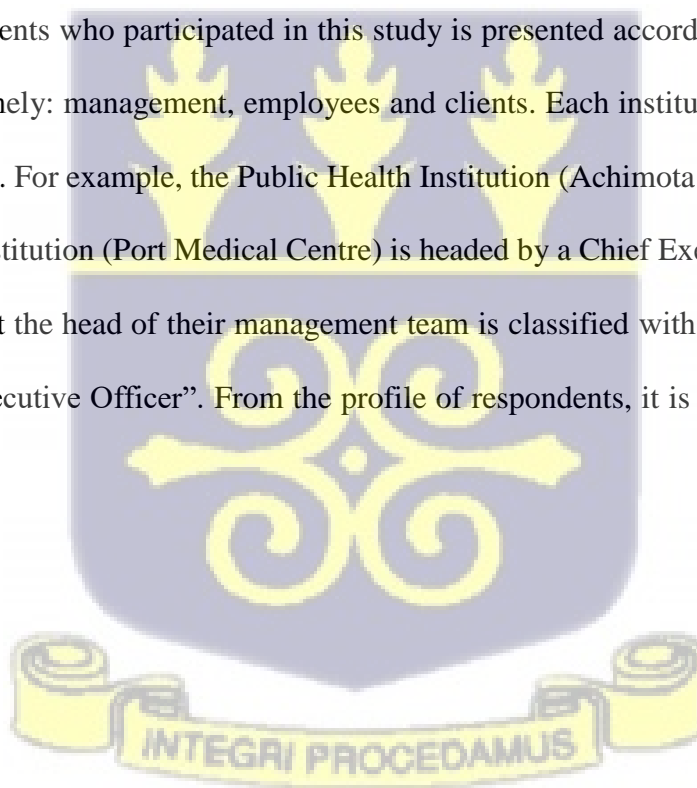 ents who participated in this study is presented accord
nely: management, employees and clients. Each institu
. For example, the Public Health Institution (Achimota
stitution (Port Medical Centre) is headed by a Chief Exe
t the head of their management team is classified with
ecutive Officer”. From the profile of respondents, it is
INTEGRI PROCEDAMUS